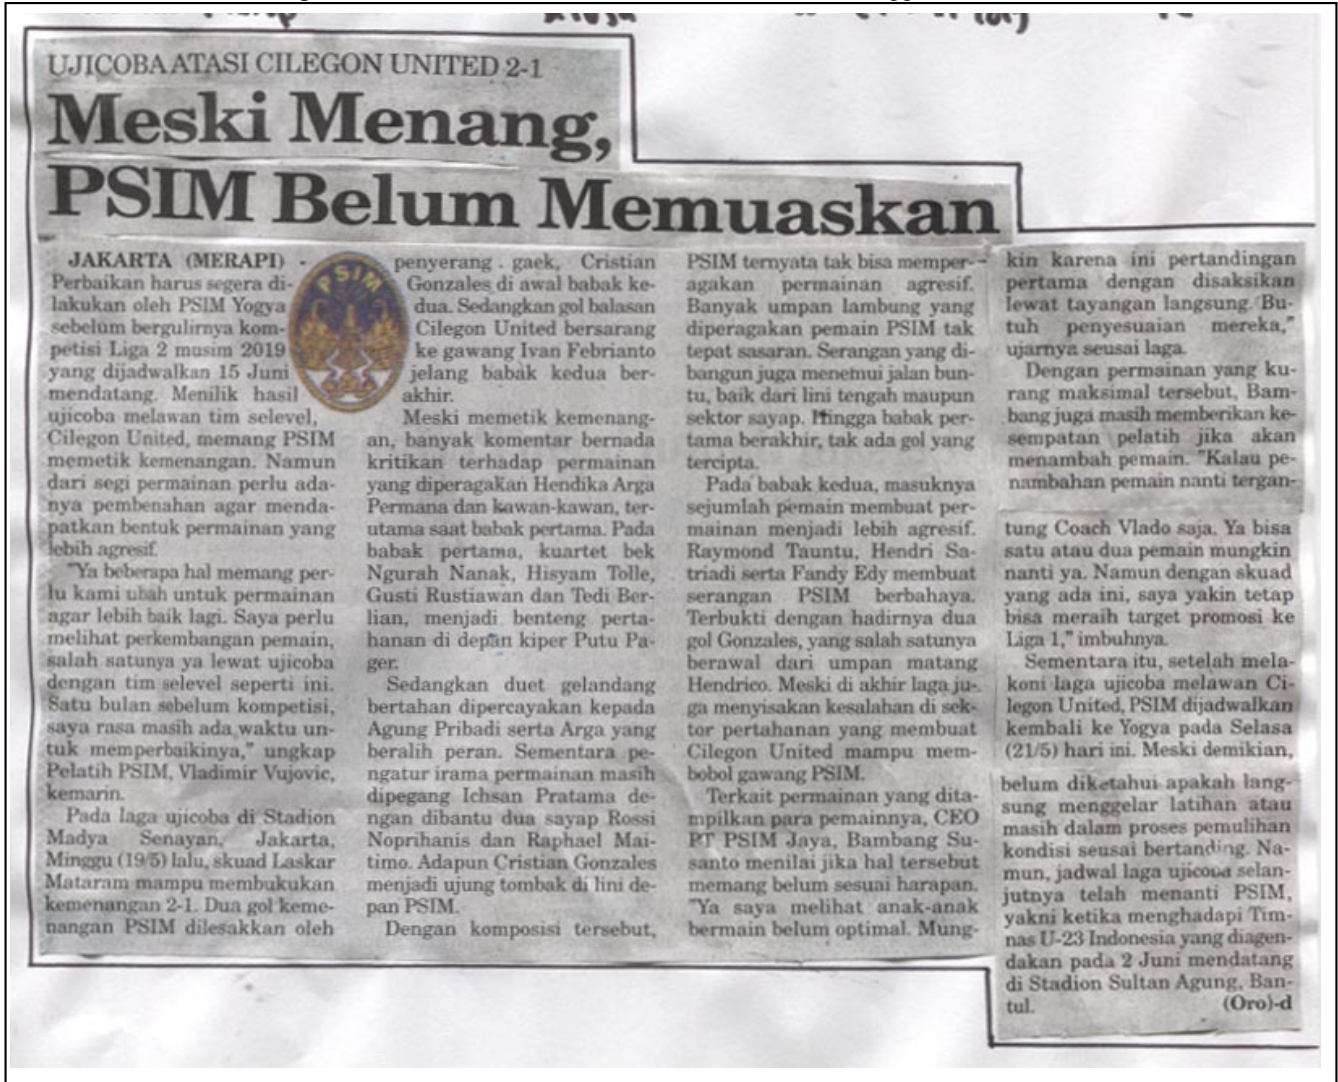 UJICOBA ATASI CILEGON UNITED 2-1
Meski Menang,
PSIM Belum Memuaskan
JAKARTA (MERAPI) -
Perbaikan harus segera di-
lakukan oleh PSIM Yogya
sebelum bergulirnya kom-
petisi Liga 2 musim 2019
yang dijadwalkan 15 Juni
mendatang. Menilik hasil
ujicoba melawan tim selevel,
Cilegon United, memang PSIM
memetik kemenangan. Namun
dari segi permainan perlu ada-
nya pembenahan agar menda-
patkan bentuk permainan yang
lebih agresif.
"Ya beberapa hal memang per-
lu kami ubah untuk permainan
agar lebih baik lagi. Saya perlu
melihat perkembangan pemain,
salah satunya ya lewat ujicoba
dengan tim selevel seperti ini.
Satu bulan sebelum kompetisi,
saya rasa masih ada waktu un-
tuk memperbaikinya," ungkap
Pelatih PSIM, Vladimir Vujovic,
kemarin.
Pada laga ujicoba di Stadion
Madya Senayan, Jakarta,
Minggu (19/5) lalu, skuad Laskar
Mataram mampu membukukan
kemenangan 2-1. Dua gol keme-
nangan PSIM dilesakkan oleh
PSIM
penyerang gaek, Cristian
Gonzales di awal babak ke-
dua. Sedangkan gol balasan
Cilegon United bersarang
ke gawang Ivan Febrianto
jelang babak kedua ber-
akhir.
Meski memetik kemenang-
an, banyak komentar bernada
kritikan terhadap permainan
yang diperagakan Hendika Arga
Permana dan kawan-kawan, ter-
utama saat babak pertama. Pada
babak pertama, kuartet bek
Ngurah Nanak, Hisyam Tolle,
Gusti Rustiawan dan Tedi Ber-
lian, menjadi benteng perta-
hanan di depan kiper Putu Pa-
ger.
Sedangkan duet gelandang
bertahan dipercayakan kepada
Agung Pribadi serta Arga yang
beralih peran. Sementara pe-
ngatur irama permainan masih
dipegang Ichsan Pratama de-
ngan dibantu dua sayap Rossi
Noprihanis dan Raphael Mai-
timo. Adapun Cristian Gonzales
menjadi ujung tombak di lini de-
pan PSIM.
Dengan komposisi tersebut,
PSIM ternyata tak bisa memper-
agakan permainan agresif.
Banyak umpan lambung yang
diperagakan pemain PSIM tak
tepat sasaran. Serangan yang di-
bangun juga menemui jalan bun-
tu, baik dari lini tengah maupun
sektor sayap. Hingga babak per-
tama berakhir, tak ada gol yang
tercipta.
Pada babak kedua, masuknya
sejumlah pemain membuat per-
mainan menjadi lebih agresif.
Raymond Tauntu, Hendri Sa-
triadi serta Fandy Edy membuat
serangan PSIM berbahaya.
Terbukti dengan hadirnya dua
gol Gonzales, yang salah satunya
berawal dari umpan matang
Hendrico. Meski di akhir laga ju-
ga menyisakan kesalahan di sek-
tor pertahanan yang membuat
Cilegon United mampu mem-
bobol gawang PSIM.
Terkait permainan yang dita-
mpilkan para pemainnya, CEO
PT PSIM Jaya, Bambang Su-
santo menilai jika hal tersebut
memang belum sesuai harapan.
"Ya saya melihat anak-anak
bermain belum optimal. Mung-
kin karena ini pertandingan
pertama dengan disaksikan
lewat tayangan langsung. Bu-
tuh penyesuaian mereka,"
ujarnya seusai laga.
Dengan permainan yang ku-
rang maksimal tersebut, Bam-
bang juga masih memberikan ke-
sempatan pelatih jika akan
menambah pemain. "Kalau pe-
nambahan pemain nanti tergan-
tung Coach Vlado saja. Ya bisa
satu atau dua pemain mungkin
nanti ya. Namun dengan skuad
yang ada ini, saya yakin tetap
bisa meraih target promosi ke
Liga 1," imbuhnya.
Sementara itu, setelah mela-
koni laga ujicoba melawan Ci-
legon United, PSIM dijadwalkan
kembali ke Yogya pada Selasa
(21/5) hari ini. Meski demikian,
belum diketahui apakah lang-
sung menggelar latihan atau
masih dalam proses pemulihan
kondisi seusai bertanding. Na-
mun, jadwal laga ujicoba selan-
jutnya telah menanti PSIM,
yakni ketika menghadapi Tim-
nas U-23 Indonesia yang diagen-
dakan pada 2 Juni mendatang
di Stadion Sultan Agung, Ban-
tul. (Oro)-d